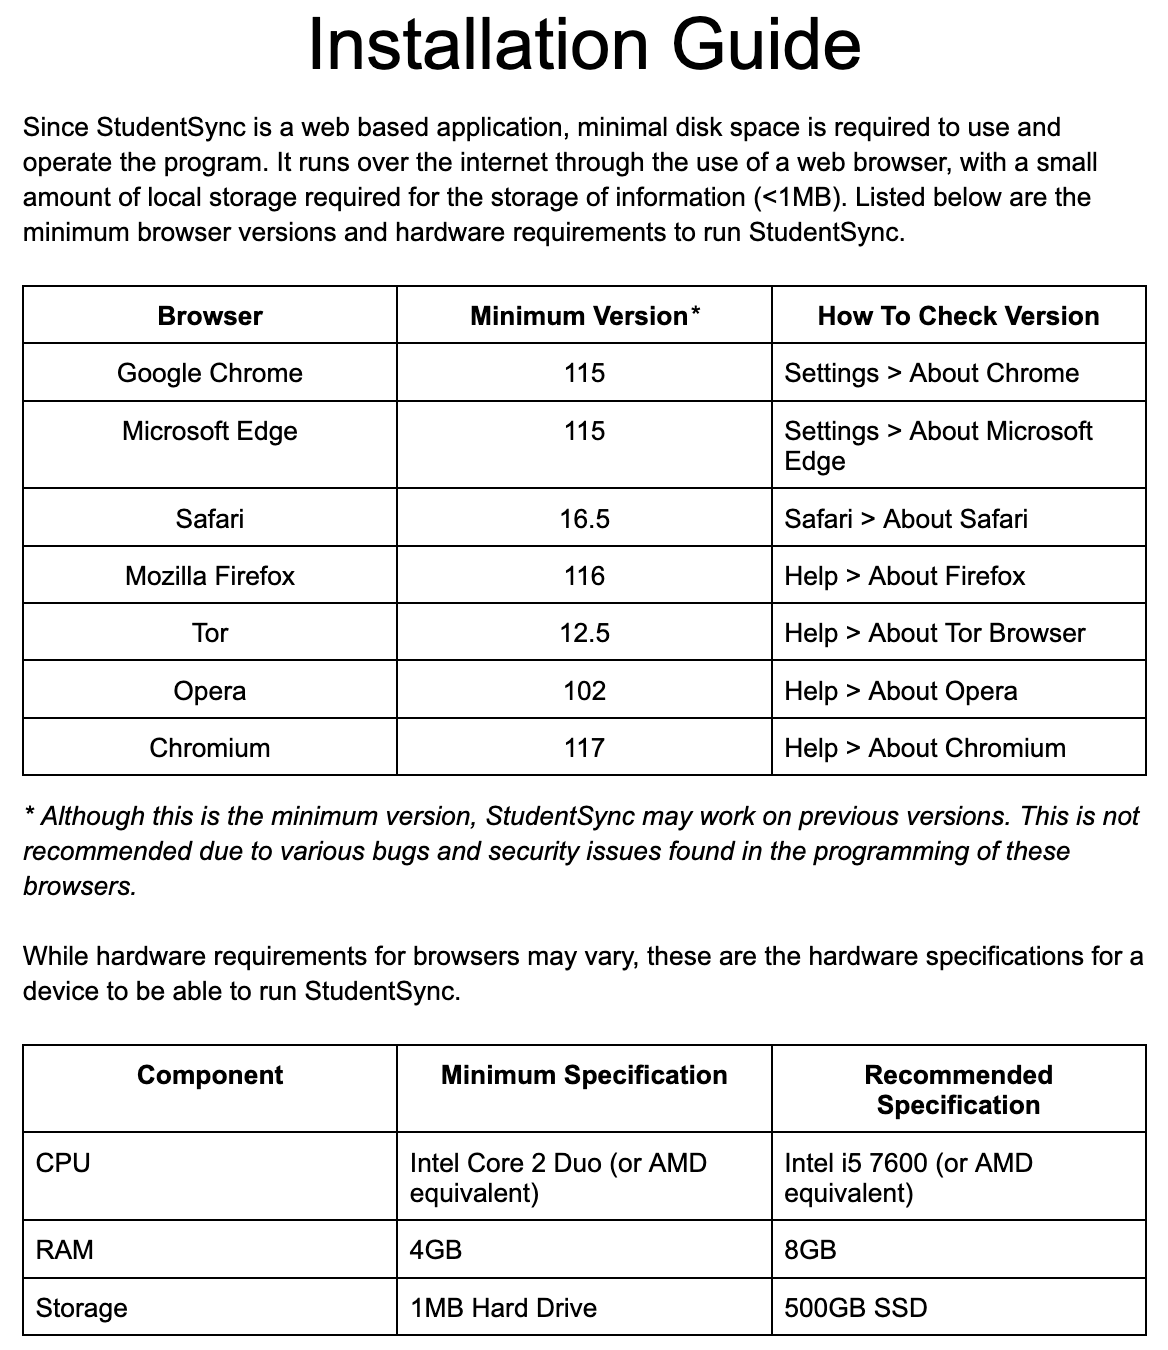 Installation Guide
Since StudentSync is a web based application, minimal disk space is required to use and
operate the program. It runs over the internet through the use of a web browser, with a small
amount of local storage required for the storage of information (<1MB). Listed below are the
minimum browser versions and hardware requirements to run StudentSync.
Browser Minimum Version* How To Check Version
Google Chrome 115 Settings > About Chrome
Microsoft Edge 115 Settings > About Microsoft
Edge
Safari 16.5 Safari > About Safari
Mozilla Firefox 116 Help > About Firefox
Tor 12.5 Help > About Tor Browser
Opera 102 Help > About Opera
Chromium 117 Help > About Chromium
* Although this is the minimum version, StudentSync may work on previous versions. This is not
recommended due to various bugs and security issues found in the programming of these
browsers.
While hardware requirements for browsers may vary, these are the hardware specifications for a
device to be able to run StudentSync.
Component Minimum Specification Recommended
Specification
CPU Intel Core 2 Duo (or AMD Intel i5 7600 (or AMD
equivalent) equivalent)
RAM 4GB 8GB
Storage 1MB Hard Drive 500GB SSD